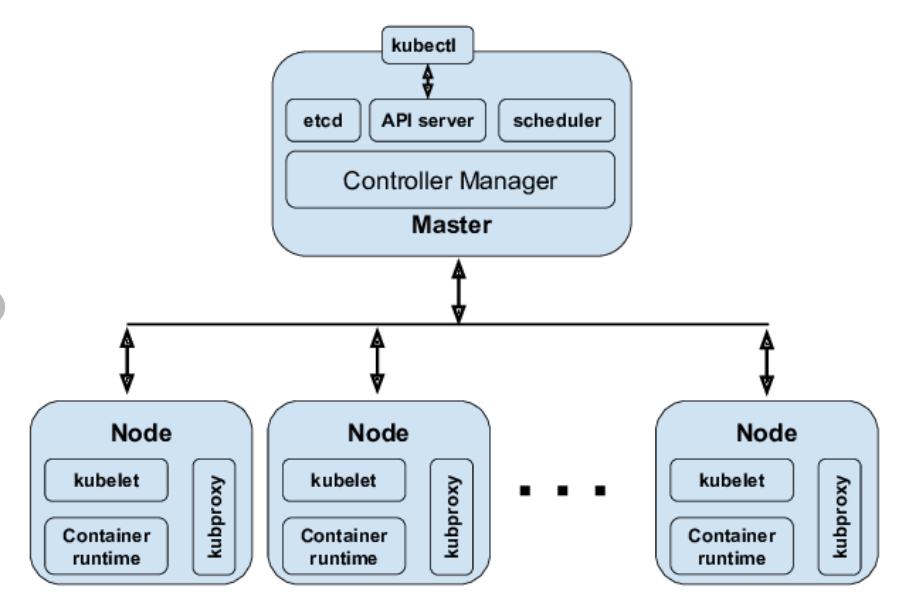 kubectl
etcd
API server
scheduler
Controller Manager
Master
Node
kubelet
Container
runtime
kubproxy
Node
kubelet
Container
runtime
kubproxy
Node
kubelet
Container
runtime
kubproxy